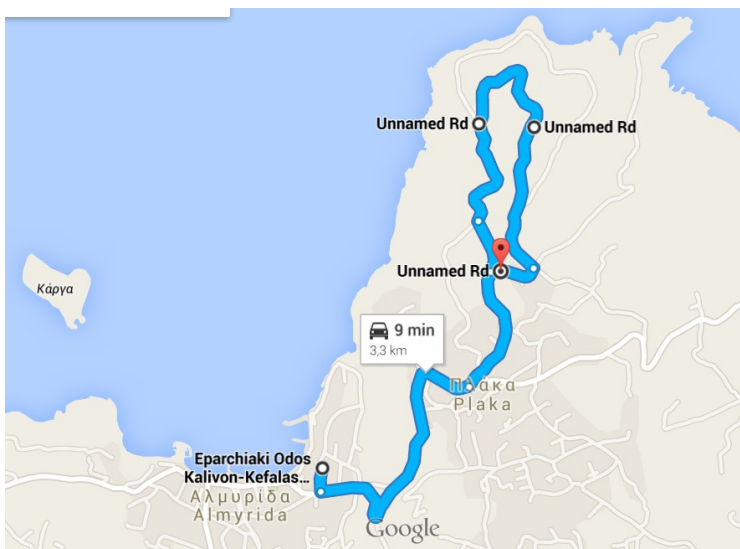 Unnamed Rd
Unnamed Rd
Unnamed Rd
Κάργα
9 min
3,3 km
Πλάκα
Plaka
Eparchiaki Odos
Kalivon-Kefalas...
Αλμυρίδα
Almyrida
Google